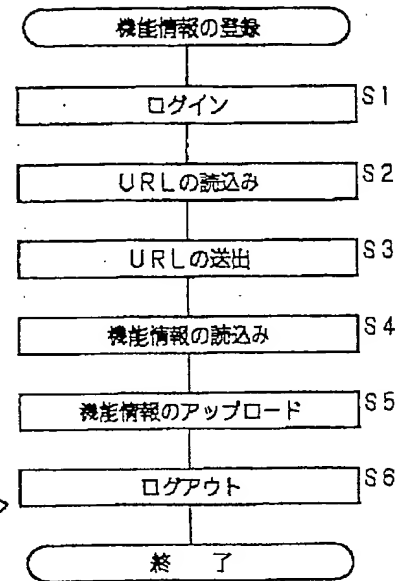 機能情報の登録
ログイン S1
URLの読込み S2
URLの送出 S3
機能情報の読込み S4
機能情報のアップロード S5
ログアウト S6
終 了